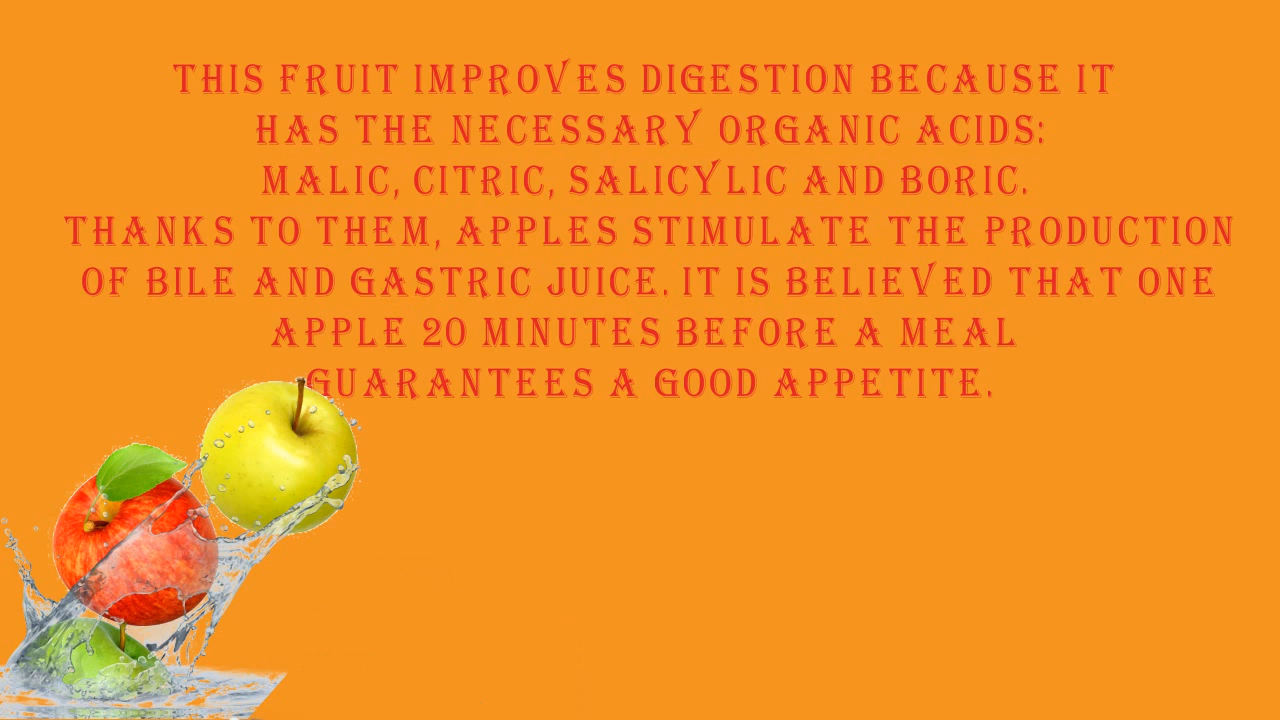 THIS FRUIT IMPROVES DIGESTION BECAUSE IT
HAS THE NECESSARY ORGANIC ACIDS:
MALIC, CITRIC, SALICYLIC AND BORIC.
THANKS TO THEM, APPLES STIMULATE THE PRODUCTION
OF BILE AND GASTRIC JUICE. IT IS BELIEVED THAT ONE
APPLE 20 MINUTES BEFORE A MEAL
GUARANTEES A GOOD APPETITE.